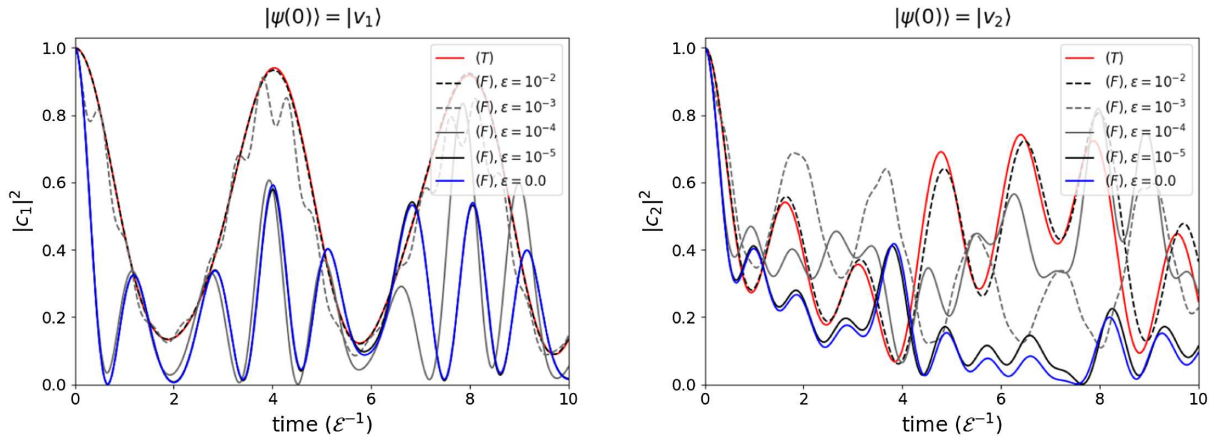 |ψ(0)⟩ = |v₁⟩
|c₁|²
1.0
0.8
0.6
0.4
0.2
0.0
0 2 4 6 8 10
time (ℰ⁻¹)
(T)
(F), ε = 10⁻²
(F), ε = 10⁻³
(F), ε = 10⁻⁴
(F), ε = 10⁻⁵
(F), ε = 0.0
|ψ(0)⟩ = |v₂⟩
|c₂|²
1.0
0.8
0.6
0.4
0.2
0.0
0 2 4 6 8 10
time (ℰ⁻¹)
(T)
(F), ε = 10⁻²
(F), ε = 10⁻³
(F), ε = 10⁻⁴
(F), ε = 10⁻⁵
(F), ε = 0.0